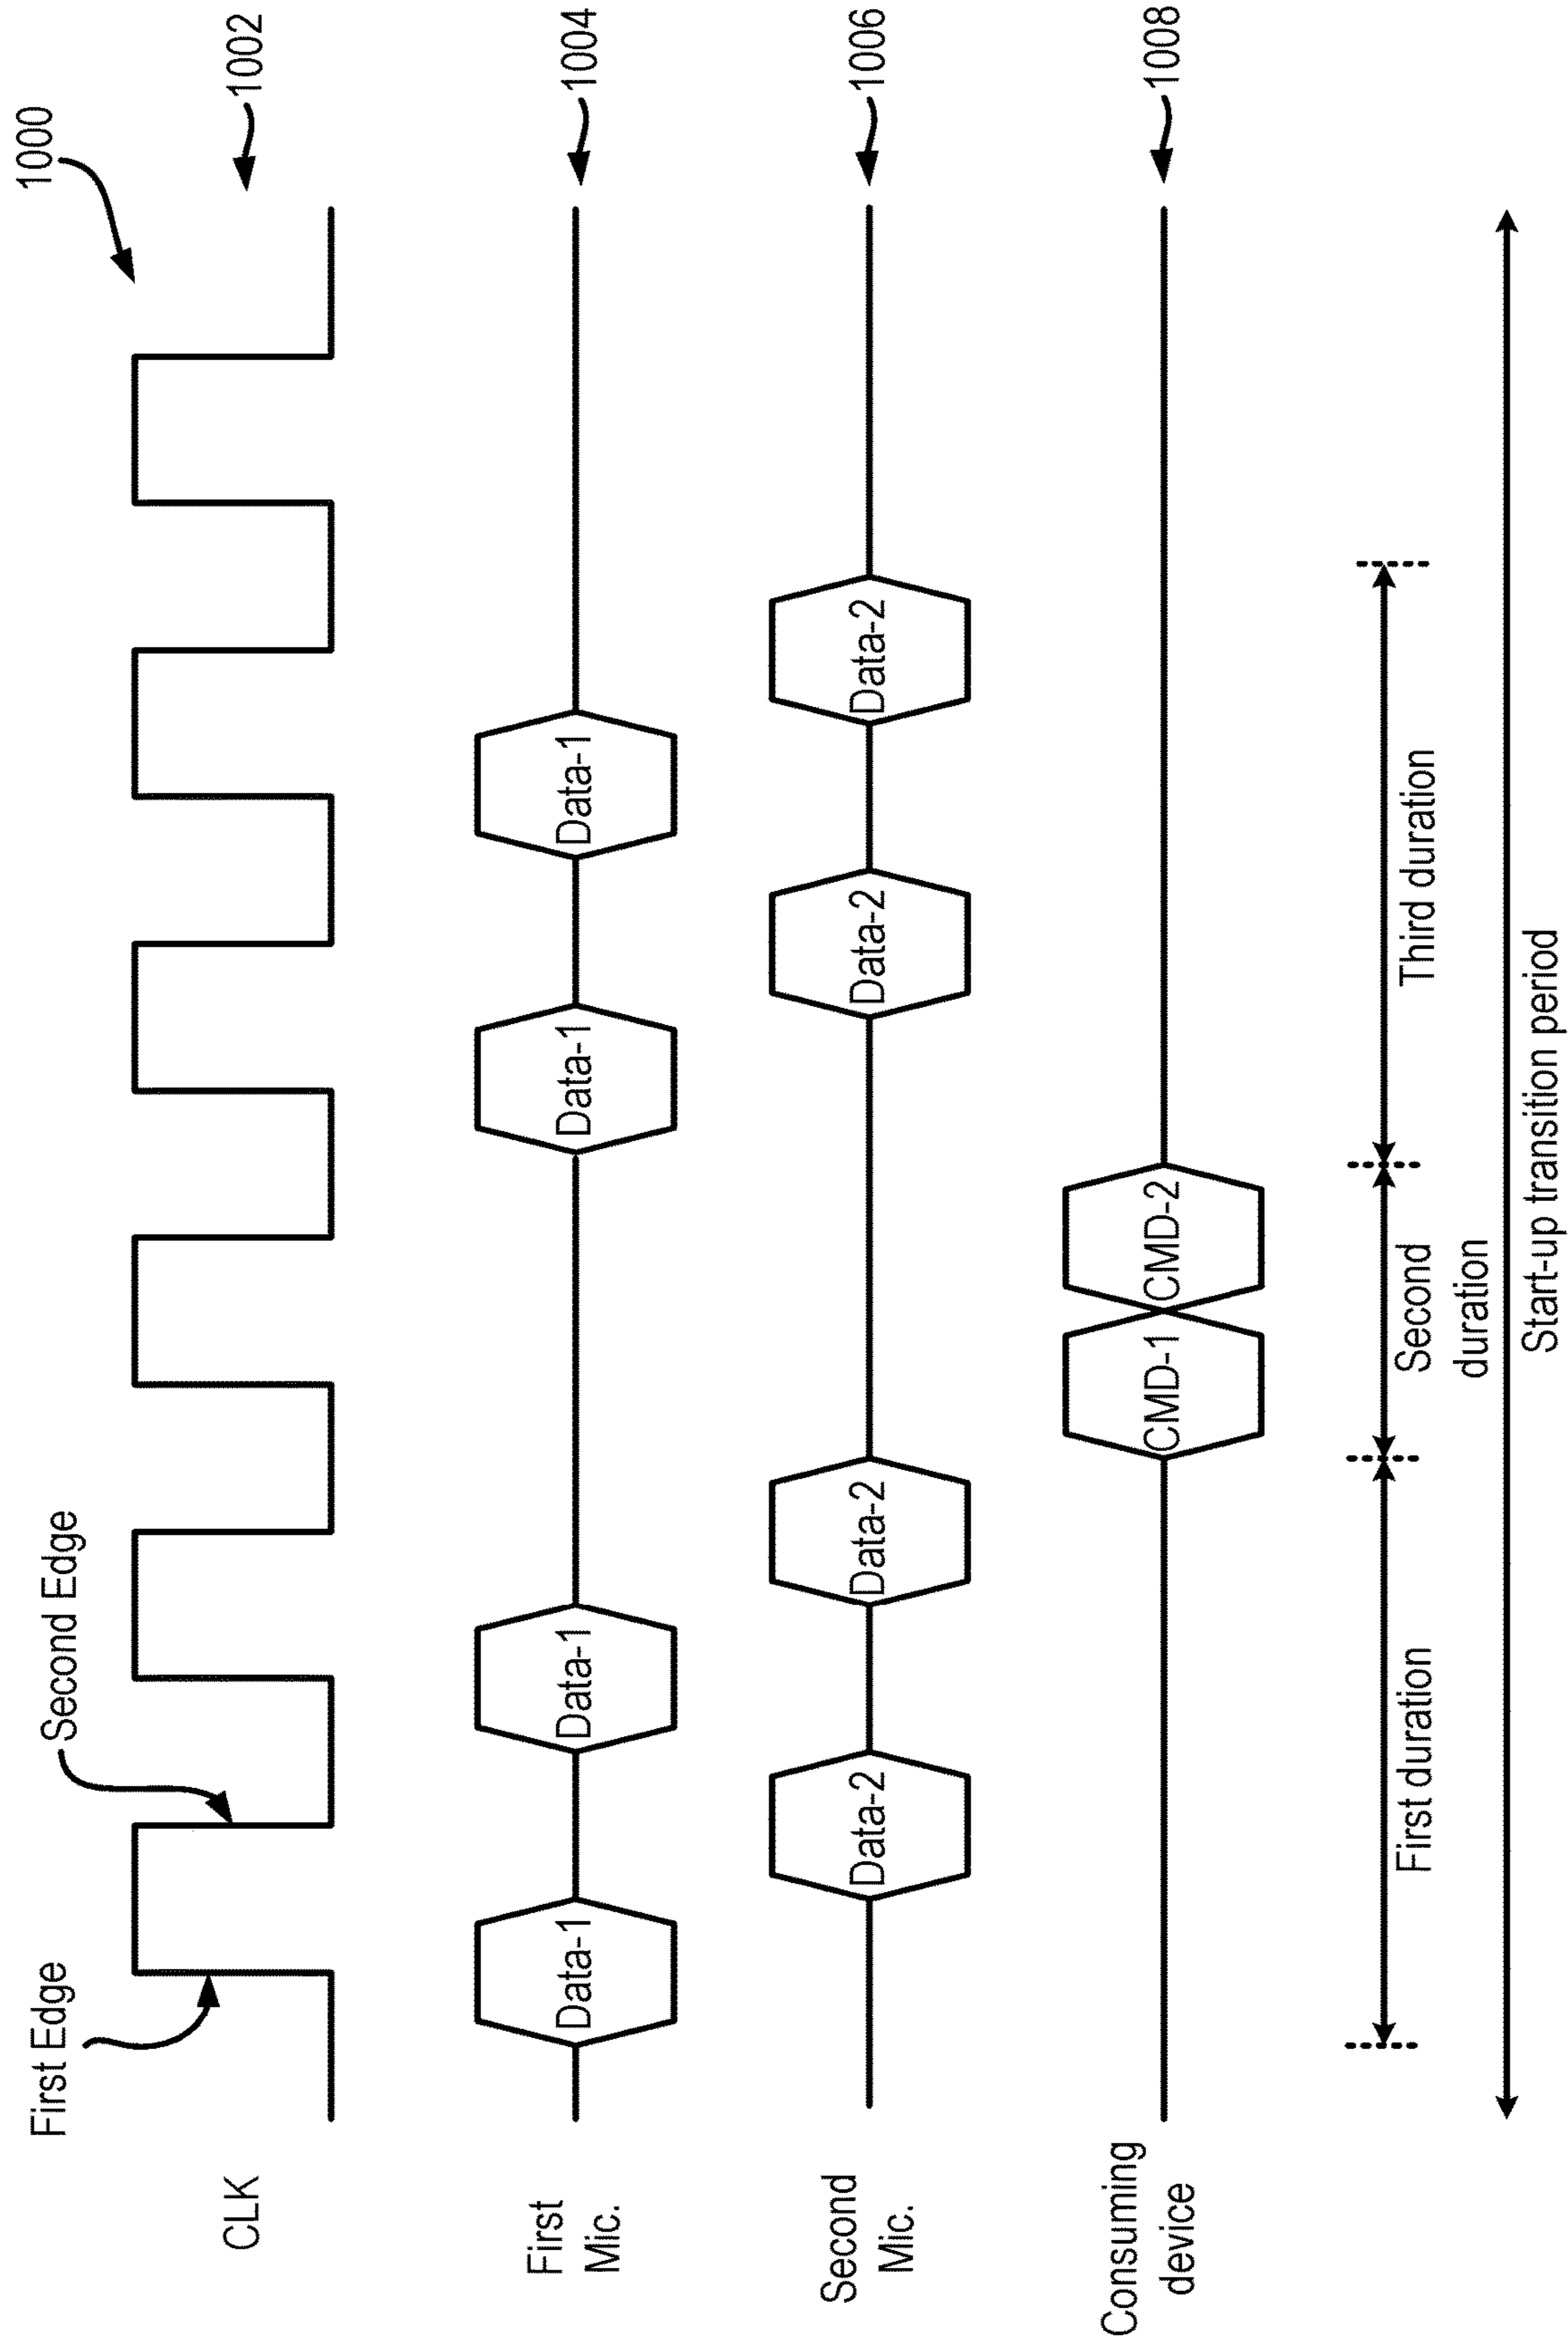 1000
First Edge
Second Edge
CLK
1002
First
Mic.
Data-1
Data-1
Data-1
Data-1
1004
Second
Mic.
Data-2
Data-2
Data-2
Data-2
1006
Consuming
device
CMD-1
CMD-2
1008
First duration
Second
duration
Third duration
Start-up transition period